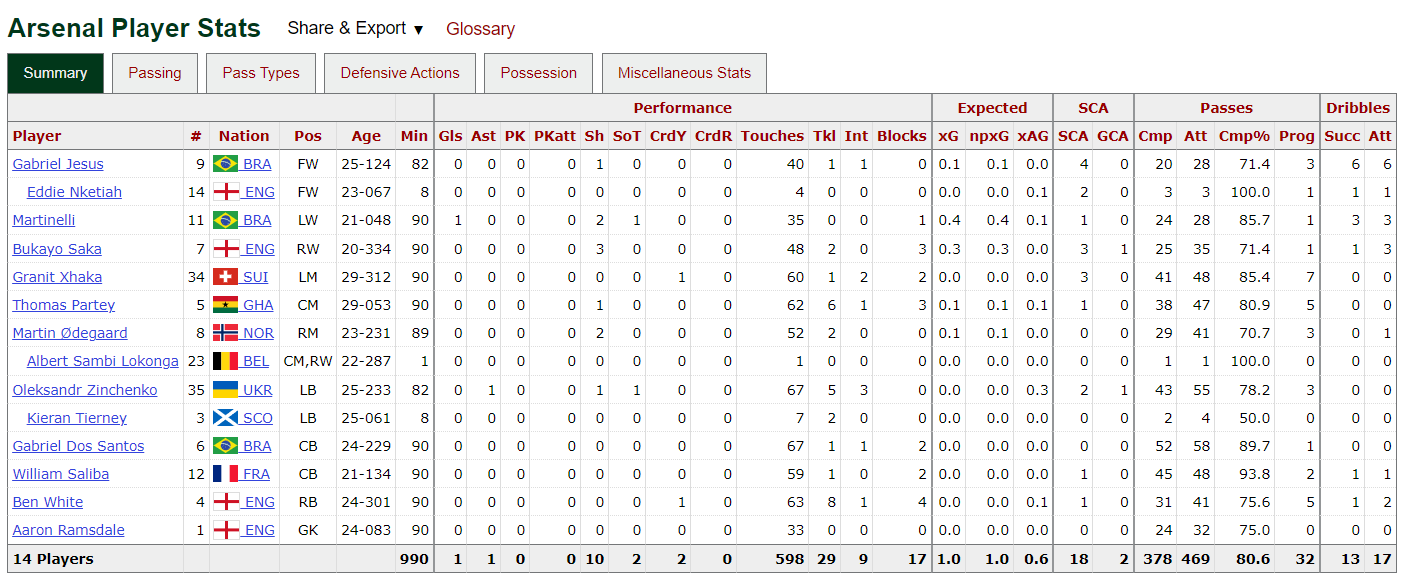 Arsenal Player Stats Share & Export ▼ Glossary
Summary Passing Pass Types Defensive Actions Possession Miscellaneous Stats
Performance Expected SCA Passes Dribbles
Player # Nation Pos Age Min Gls Ast PK PKatt Sh SoT CrdY CrdR Touches Tkl Int Blocks xG npxG xAG SCA GCA Cmp Att Cmp% Prog Succ Att
Gabriel Jesus 9 BRA FW 25-124 82 0 0 0 0 1 0 0 0 40 1 1 0 0.1 0.1 0.0 4 0 20 28 71.4 3 6 6
Eddie Nketiah 14 ENG FW 23-067 8 0 0 0 0 0 0 0 0 4 0 0 0 0.0 0.0 0.1 2 0 3 3 100.0 1 1 1
Martinelli 11 BRA LW 21-048 90 1 0 0 0 2 1 0 0 35 0 0 1 0.4 0.4 0.1 1 0 24 28 85.7 1 3 3
Bukayo Saka 7 ENG RW 20-334 90 0 0 0 0 3 0 0 0 48 2 0 3 0.3 0.3 0.0 3 1 25 35 71.4 1 1 3
Granit Xhaka 34 SUI LM 29-312 90 0 0 0 0 0 0 1 0 60 1 2 2 0.0 0.0 0.0 3 0 41 48 85.4 7 0 0
Thomas Partey 5 GHA CM 29-053 90 0 0 0 0 1 0 0 0 62 6 1 3 0.1 0.1 0.1 1 0 38 47 80.9 5 0 0
Martin Ødegaard 8 NOR RM 23-231 89 0 0 0 0 2 0 0 0 52 2 0 0 0.1 0.1 0.0 0 0 29 41 70.7 3 0 1
Albert Sambi Lokonga 23 BEL CM,RW 22-287 1 0 0 0 0 0 0 0 0 1 0 0 0 0.0 0.0 0.0 0 0 1 1 100.0 0 0 0
Oleksandr Zinchenko 35 UKR LB 25-233 82 0 1 0 0 1 1 0 0 67 5 3 0 0.0 0.0 0.3 2 1 43 55 78.2 3 0 0
Kieran Tierney 3 SCO LB 25-061 8 0 0 0 0 0 0 0 0 7 2 0 0 0.0 0.0 0.0 0 0 2 4 50.0 0 0 0
Gabriel Dos Santos 6 BRA CB 24-229 90 0 0 0 0 0 0 0 0 67 1 1 2 0.0 0.0 0.0 0 0 52 58 89.7 1 0 0
William Saliba 12 FRA CB 21-134 90 0 0 0 0 0 0 0 0 59 1 0 2 0.0 0.0 0.0 1 0 45 48 93.8 2 1 1
Ben White 4 ENG RB 24-301 90 0 0 0 0 0 0 1 0 63 8 1 4 0.0 0.0 0.1 1 0 31 41 75.6 5 1 2
Aaron Ramsdale 1 ENG GK 24-083 90 0 0 0 0 0 0 0 0 33 0 0 0 0.0 0.0 0.0 0 0 24 32 75.0 0 0 0
14 Players 990 1 1 0 0 10 2 2 0 598 29 9 17 1.0 1.0 0.6 18 2 378 469 80.6 32 13 17